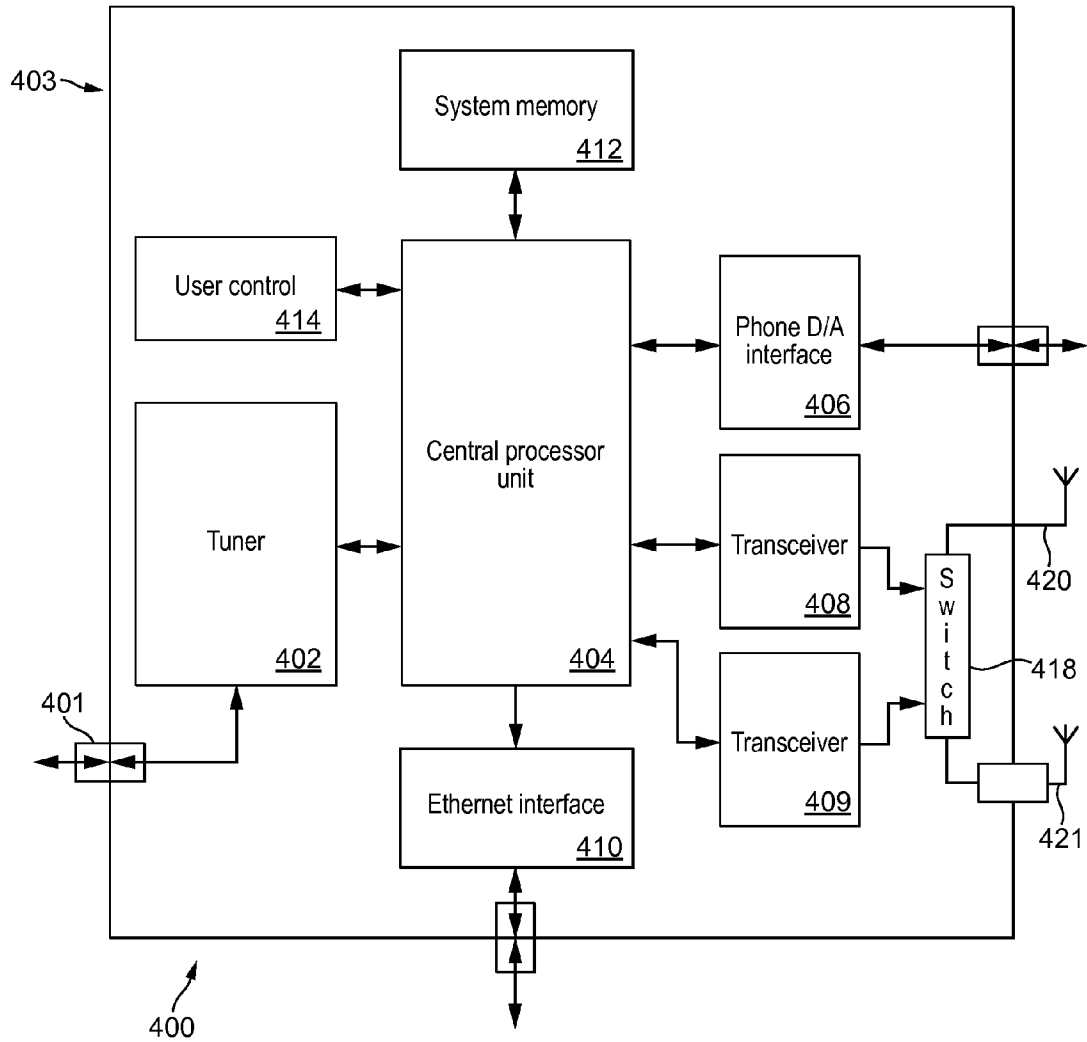 403
System memory
412
User control
414
Phone D/A
interface
406
Central processor
unit
404
Tuner
402
Transceiver
408
Switch
420
418
401
Transceiver
409
Ethernet interface
410
421
400